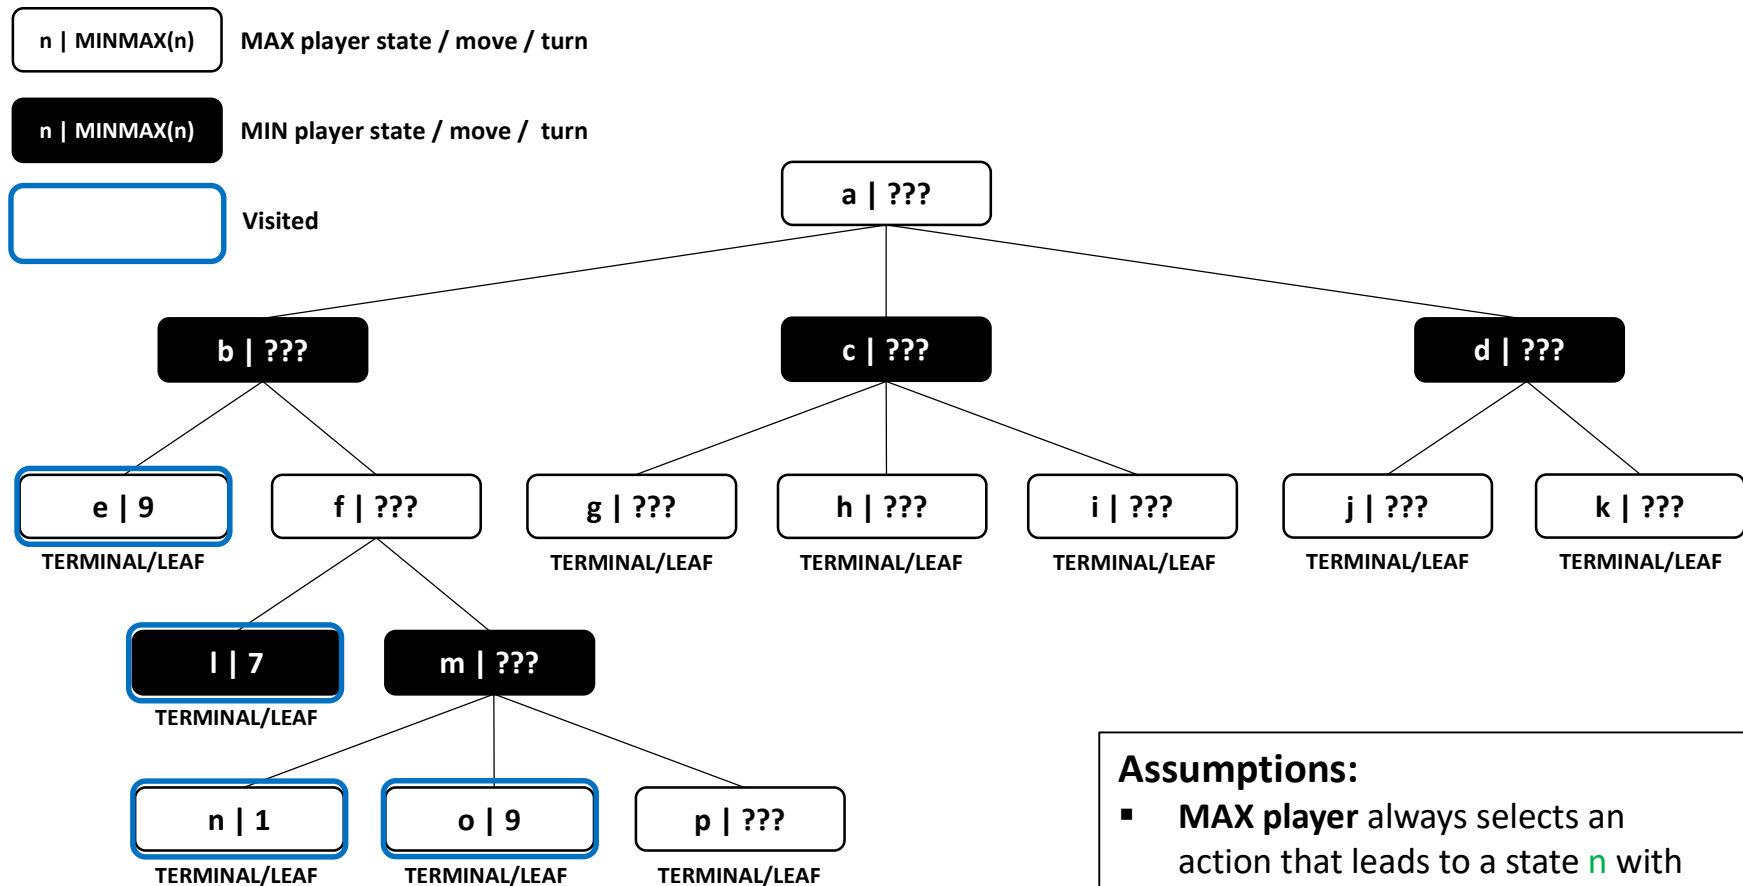 n | MINMAX(n) MAX player state / move / turn
n | MINMAX(n) MIN player state / move / turn
Visited
a | ???
b | ??? c | ??? d | ???
e | 9 f | ??? g | ??? h | ??? i | ??? j | ??? k | ???
TERMINAL/LEAF TERMINAL/LEAF TERMINAL/LEAF TERMINAL/LEAF TERMINAL/LEAF TERMINAL/LEAF
l | 7 m | ???
TERMINAL/LEAF
n | 1 o | 9 p | ???
TERMINAL/LEAF TERMINAL/LEAF TERMINAL/LEAF
Assumptions:
▪ MAX player always selects an
action that leads to a state n with